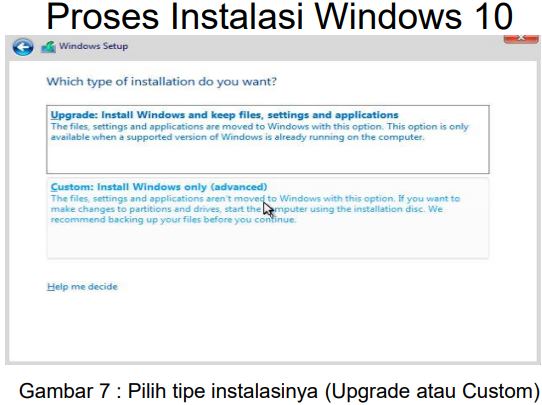 Proses Instalasi Windows 10
Windows Setup
Which type of installation do you want?
Upgrade: Install Windows and keep files, settings and applications
The files, settings and applications are moved to Windows with this option. This option is only
available when a supported version of Windows is already running on the computer.
Custom: Install Windows only (advanced)
The files, settings and applications aren't moved to Windows with this option. If you want to
make changes to partitions and drives, start the computer using the installation disc. We
recommend backing up your files before you continue.
Help me decide
Gambar 7 : Pilih tipe instalasinya (Upgrade atau Custom)